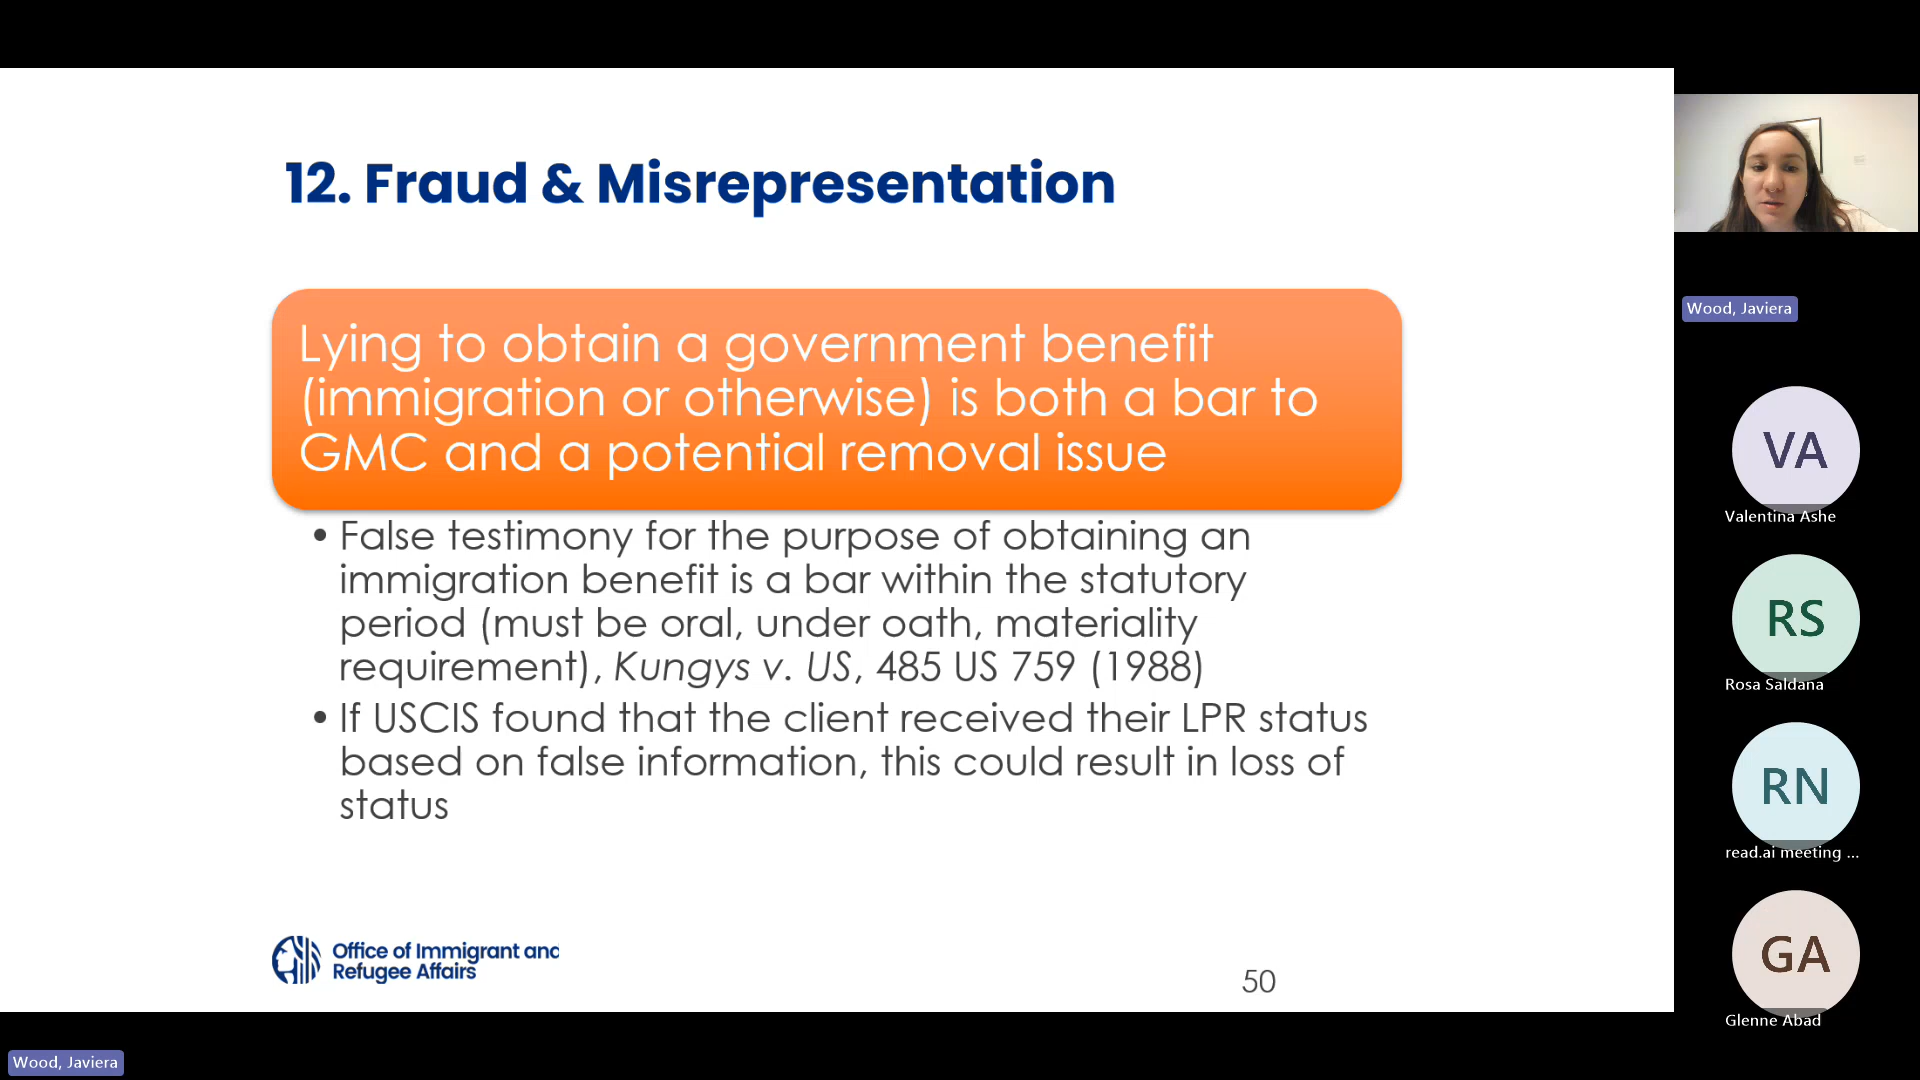 12. Fraud & Misrepresentation
Lying to obtain a government benefit
(immigration or otherwise) is both a bar to
GMC and a potential removal issue
• False testimony for the purpose of obtaining an
immigration benefit is a bar within the statutory
period (must be oral, under oath, materiality
requirement), Kungys v. US, 485 US 759 (1988)
• If USCIS found that the client received their LPR status
based on false information, this could result in loss of
status
Office of Immigrant and
Refugee Affairs
50
Wood, Javiera
Wood, Javiera
VA
Valentina Ashe
RS
Rosa Saldana
RN
read.ai meeting ...
GA
Glenne Abad